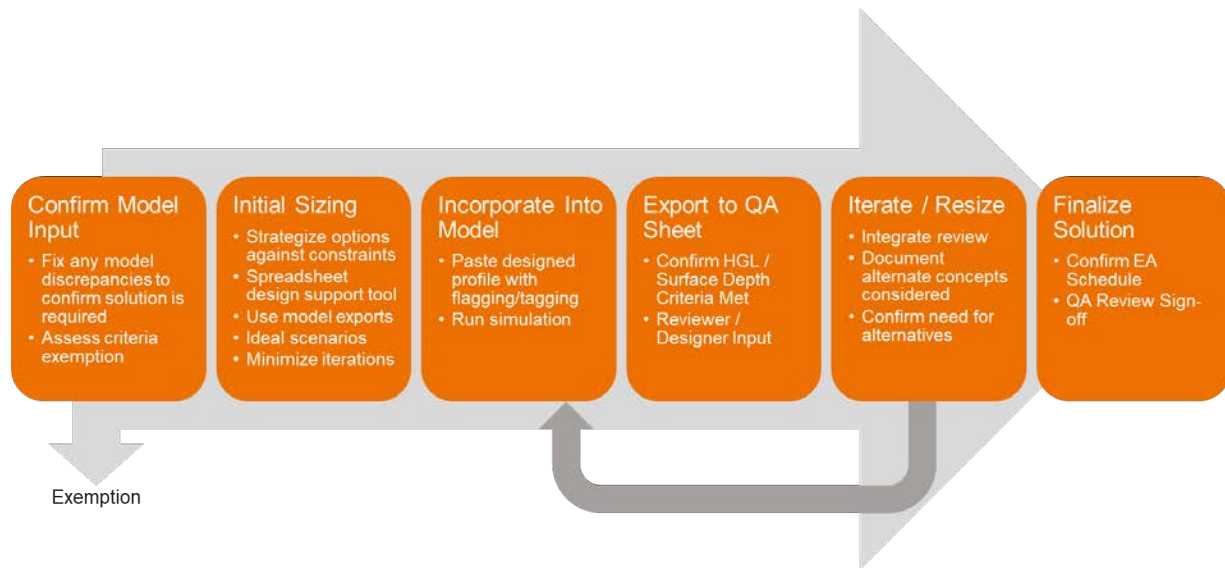 Confirm Model
Input
• Fix any model
discrepancies to
confirm solution is
required
• Assess criteria
exemption
Initial Sizing
• Strategize options
against constraints
• Spreadsheet
design support tool
• Use model exports
• Ideal scenarios
• Minimize iterations
Incorporate Into
Model
• Paste designed
profile with
flagging/tagging
• Run simulation
Export to QA
Sheet
• Confirm HGL /
Surface Depth
Criteria Met
• Reviewer /
Designer Input
Iterate / Resize
• Integrate review
• Document
alternate concepts
considered
• Confirm need for
alternatives
Finalize
Solution
• Confirm EA
Schedule
• QA Review Sign-
off
Exemption